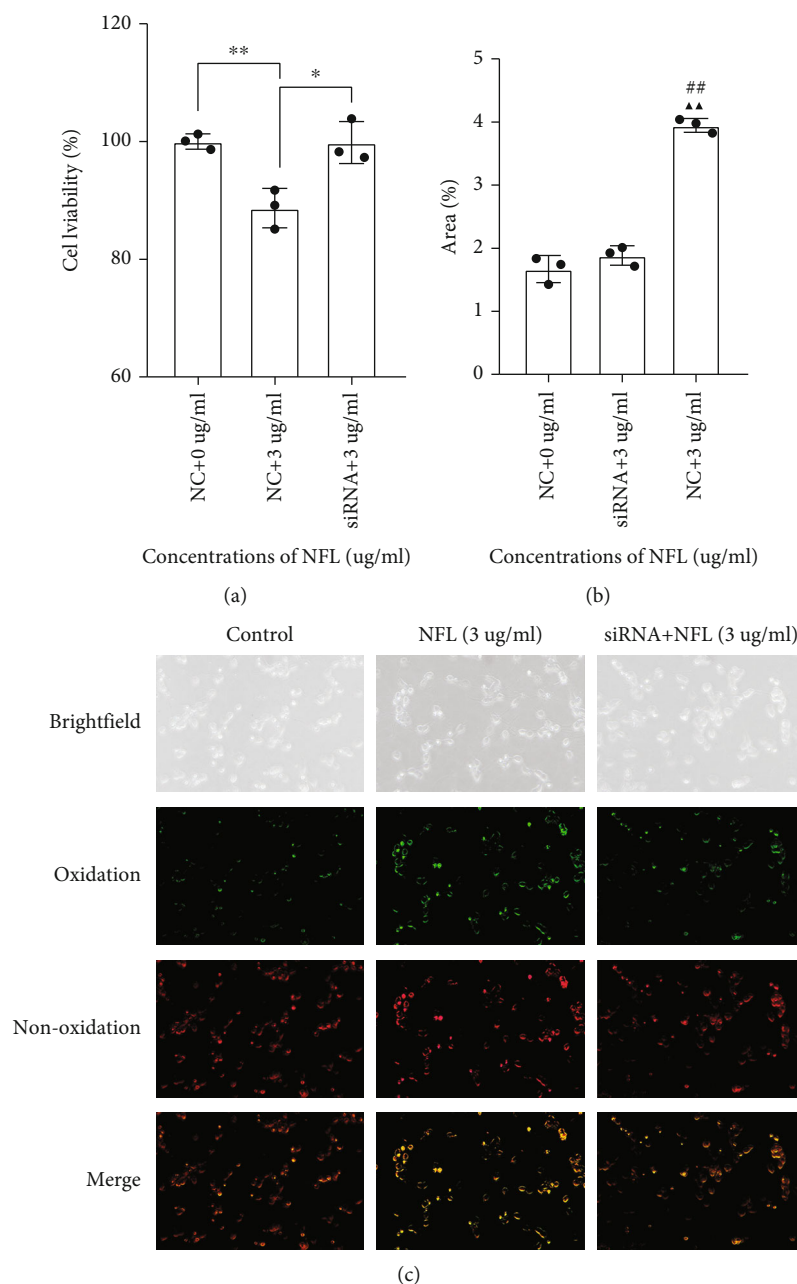 120
100
80
60
Cel lviability (%)
**
*
NC+0 ug/ml
NC+3 ug/ml
siRNA+3 ug/ml
Concentrations of NFL (ug/ml)
(a)
5
4
3
2
1
0
Area (%)
##
▲▲
NC+0 ug/ml
siRNA+3 ug/ml
NC+3 ug/ml
Concentrations of NFL (ug/ml)
(b)
Control
NFL (3 ug/ml)
siRNA+NFL (3 ug/ml)
Brightfield
Oxidation
Non-oxidation
Merge
(c)